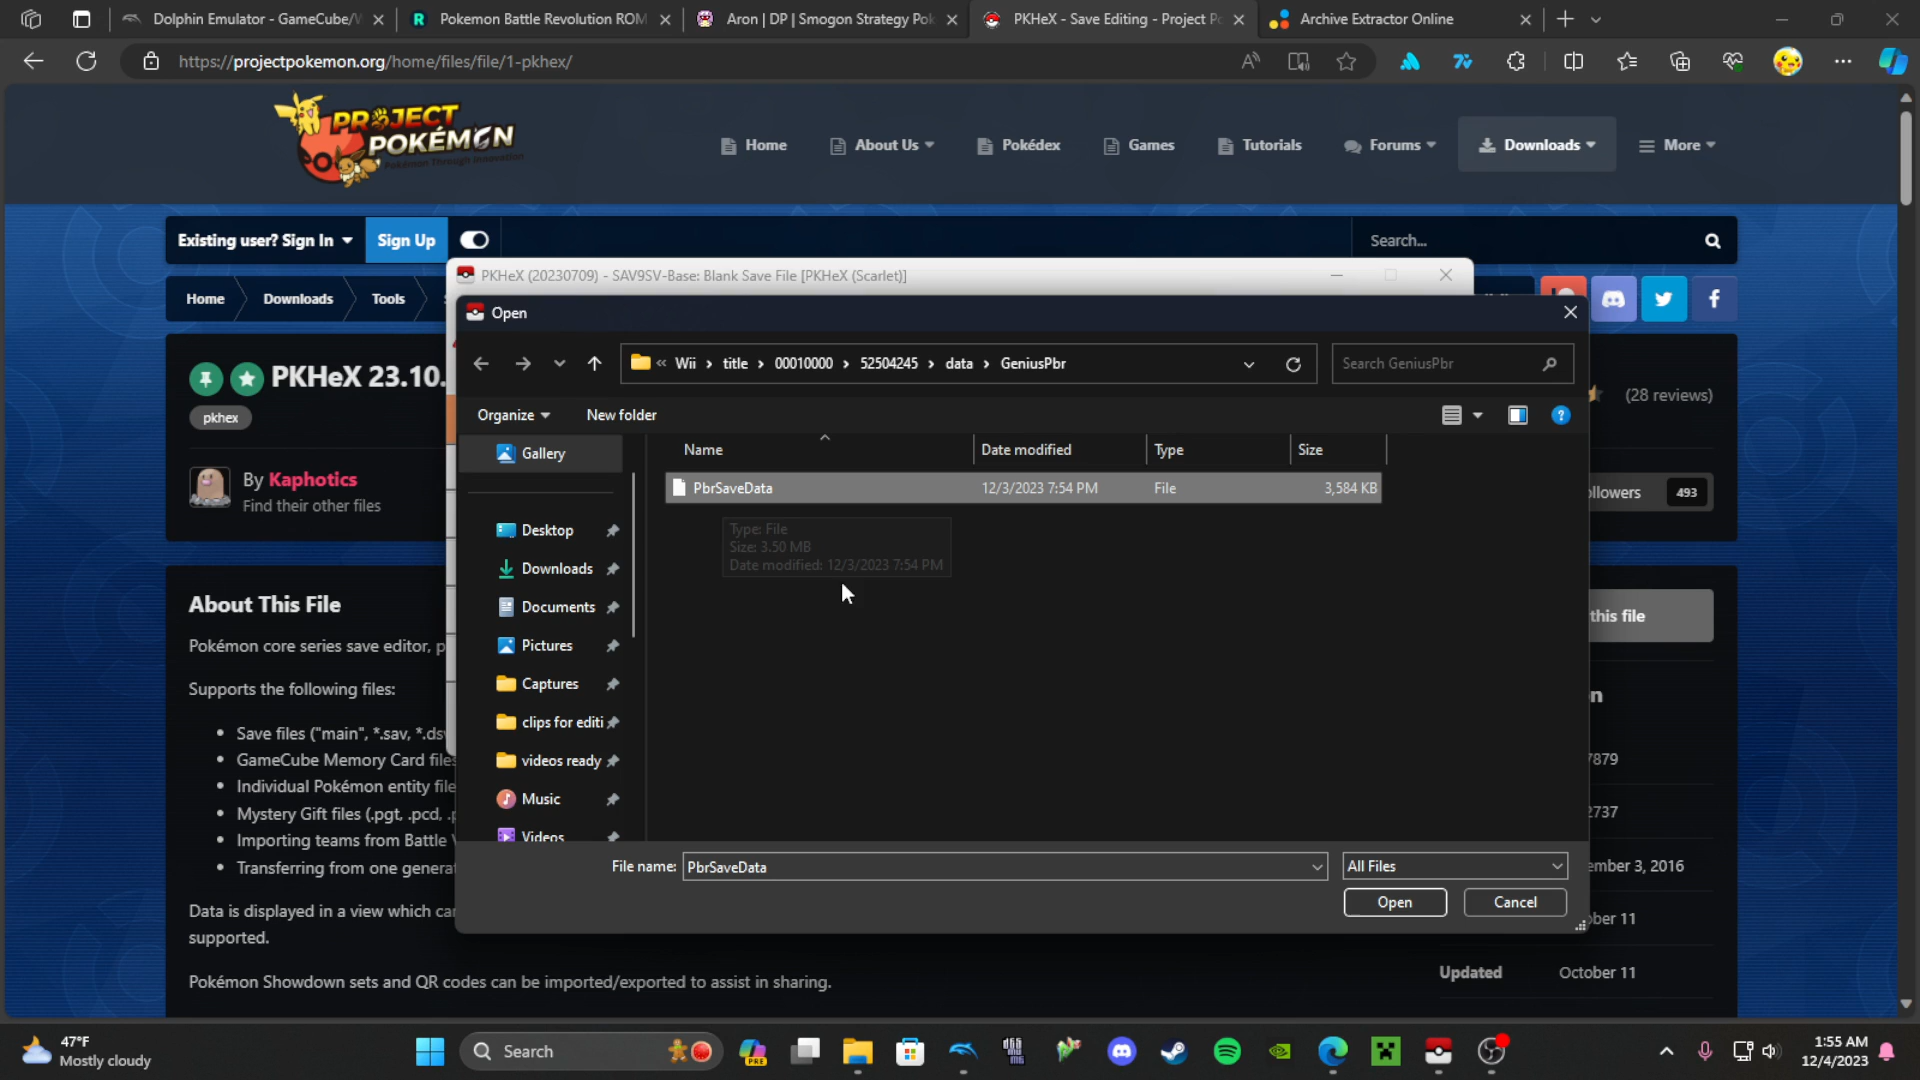 Dolphin Emulator - GameCube/W
Pokemon Battle Revolution ROM
Aron | DP | Smogon Strategy Pok
PKHeX - Save Editing - Project Po
Archive Extractor Online
https://projectpokemon.org/home/files/file/1-pkhex/
PROJECT
POKÉMON
Pokémon Through Innovation
Home
About Us
Pokédex
Games
Tutorials
Forums
Downloads
More
Existing user? Sign In
Sign Up
Search...
PKHeX (20230709) - SAV9SV-Base: Blank Save File [PKHeX (Scarlet)]
Home
Downloads
Tools
Open
Wii > title > 00010000 > 52504245 > data > GeniusPbr
Search GeniusPbr
PKHeX 23.10.
pkhex
(28 reviews)
Organize
New folder
Gallery
Name
Date modified
Type
Size
PbrSaveData
12/3/2023 7:54 PM
File
3,584 KB
Type: File
Size: 3.50 MB
Date modified: 12/3/2023 7:54 PM
By Kaphotics
Find their other files
ollowers
493
Desktop
Downloads
Documents
Pictures
Captures
clips for editi
videos ready
Music
Videos
About This File
this file
Pokémon core series save editor, p
Supports the following files:
n
• Save files ("main", *.sav, *.ds
• GameCube Memory Card file
7879
• Individual Pokémon entity file
• Mystery Gift files (.pgt, .pcd, .p
2737
• Importing teams from Battle
• Transferring from one genera
File name:
PbrSaveData
All Files
ember 3, 2016
Open
Cancel
Data is displayed in a view which ca
supported.
ober 11
Updated
October 11
Pokémon Showdown sets and QR codes can be imported/exported to assist in sharing.
47°F
Mostly cloudy
Search
PRE
1:55 AM
12/4/2023